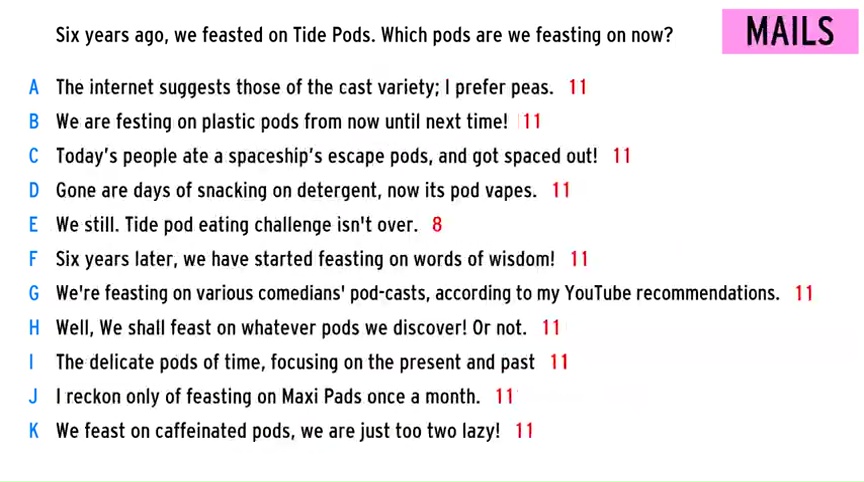 Six years ago, we feasted on Tide Pods. Which pods are we feasting on now?
MAILS
A The internet suggests those of the cast variety; I prefer peas. 11
B We are festing on plastic pods from now until next time! 11
C Today's people ate a spaceship's escape pods, and got spaced out! 11
D Gone are days of snacking on detergent, now its pod vapes. 11
E We still. Tide pod eating challenge isn't over. 8
F Six years later, we have started feasting on words of wisdom! 11
G We're feasting on various comedians' pod-casts, according to my YouTube recommendations. 11
H Well, We shall feast on whatever pods we discover! Or not. 11
I The delicate pods of time, focusing on the present and past 11
J I reckon only of feasting on Maxi Pads once a month. 11
K We feast on caffeinated pods, we are just too two lazy! 11